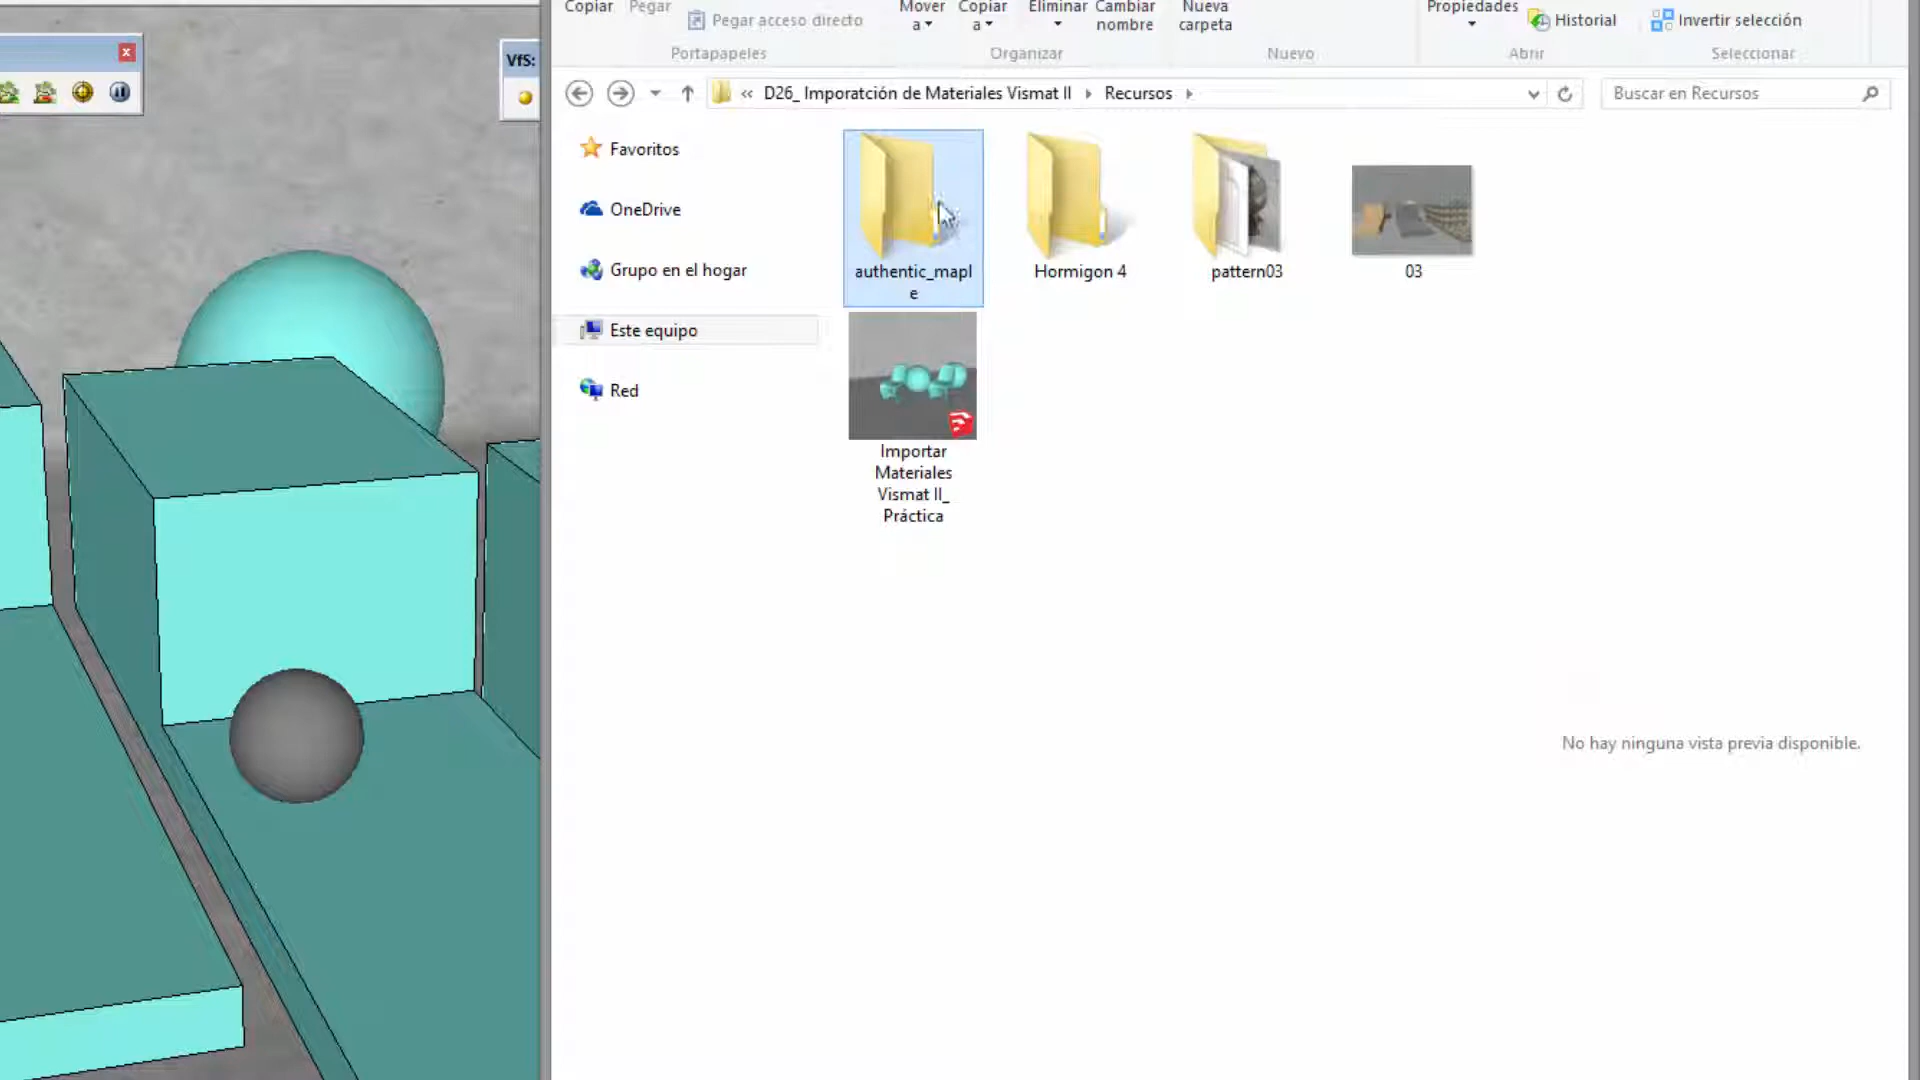 Copiar Pegar
Pegar acceso directo
Mover a
Copiar a
Eliminar
Cambiar nombre
Nueva carpeta
Propiedades
Historial
Invertir selección
Portapapeles Organizar Nuevo Abrir Seleccionar
VfS:
« D26_ Imporatción de Materiales Vismat II Recursos
Buscar en Recursos
Favoritos
OneDrive
Grupo en el hogar
Este equipo
Red
authentic_mapl
e
Hormigon 4
pattern03
03
Importar
Materiales
Vismat II_
Práctica
No hay ninguna vista previa disponible.